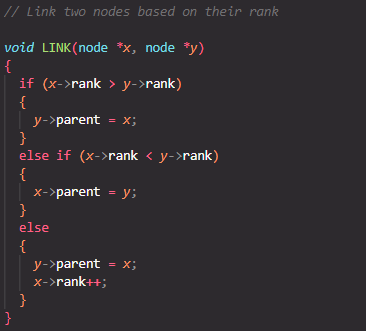 // Link two nodes based on their rank
void LINK(node *x, node *y)
{
  if (x->rank > y->rank)
  {
    y->parent = x;
  }
  else if (x->rank < y->rank)
  {
    x->parent = y;
  }
  else
  {
    y->parent = x;
    x->rank++;
  }
}